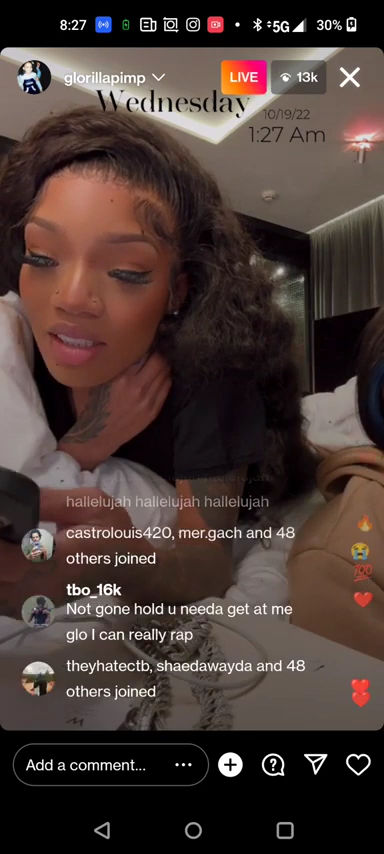 8:27
5G
30%
glorillapimp
LIVE
13k
Wednesday
10/19/22
1:27 Am
hallelujah hallelujah hallelujah
castrolouis420, mer.gach and 48
others joined
tbo_16k
Not gone hold u needa get at me
glo I can really rap
theyhatectb, shaedawayda and 48
others joined
100
Add a comment...